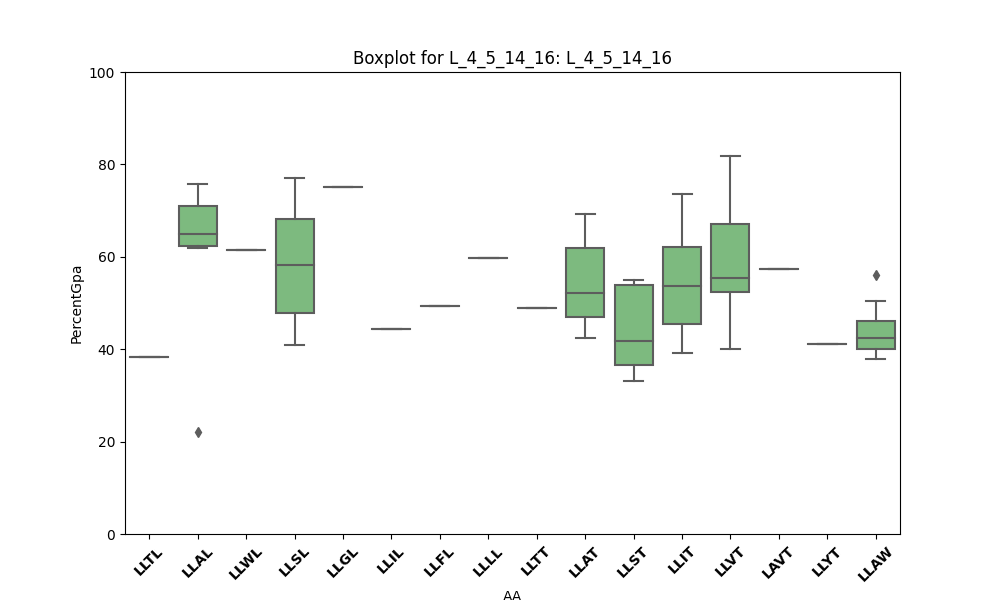 Boxplot for L_4_5_14_16: L_4_5_14_16
100
80
60
40
20
0
PercentGpa
LLTL LLAL LLWL LLSL LLGL LLIL LLFL LLLL LLTT LLAT LLST LLIT LLVT LAVT LLYT LLAW
AA